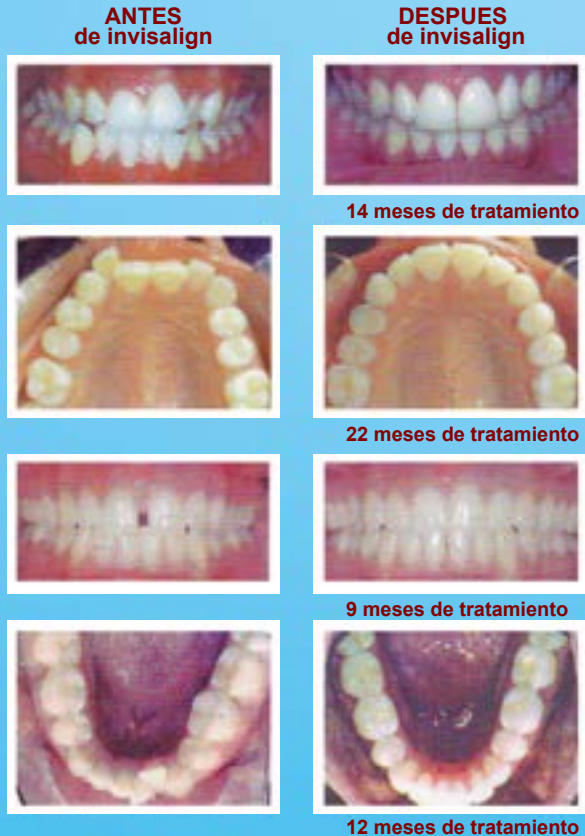 ANTES
de invisalign
DESPUES
de invisalign
14 meses de tratamiento
22 meses de tratamiento
9 meses de tratamiento
12 meses de tratamiento